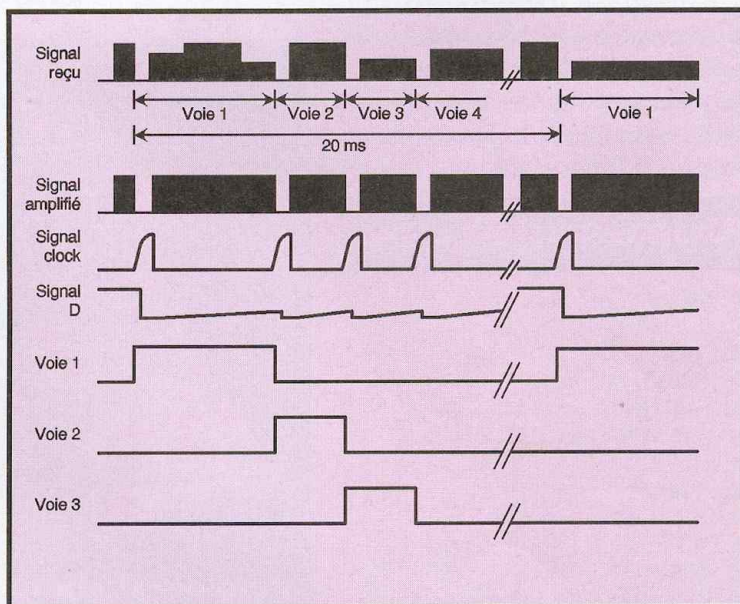 Signal
reçu
Voie 1
Voie 2
Voie 3
Voie 4
Voie 1
20 ms
Signal
amplifié
Signal
clock
Signal
D
Voie 1
Voie 2
Voie 3